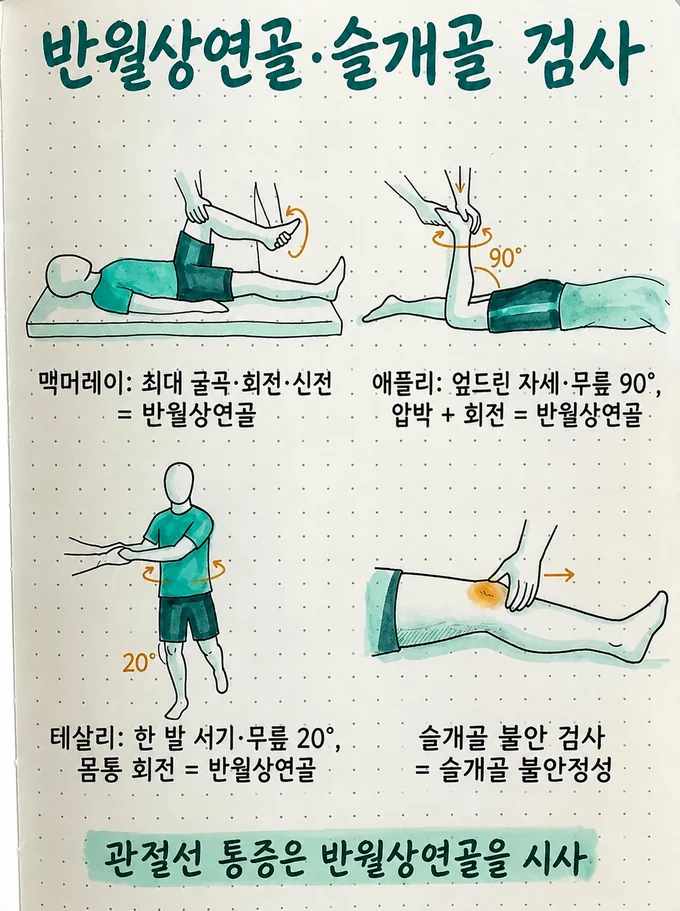 반월상연골·슬개골 검사
90°
맥머레이: 최대 굴곡·회전·신전
= 반월상연골
애플리: 엎드린 자세·무릎 90°,
압박 + 회전 = 반월상연골
20°
테살리: 한 발 서기·무릎 20°,
몸통 회전 = 반월상연골
슬개골 불안 검사
= 슬개골 불안정성
관절선 통증은 반월상연골을 시사